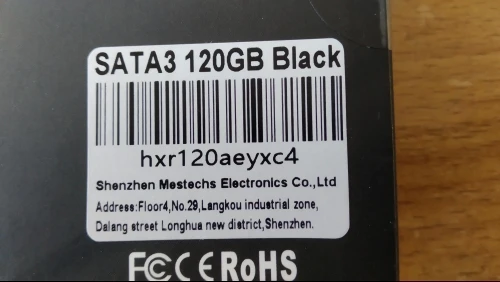 SATA3 120GB Black
hxr120aeyxc4
Shenzhen Mestechs Electronics Co.,Ltd
Address:Floor4,No.29,Langkou industrial zone,
Dalang street Longhua new district,Shenzhen.
FC CE RoHS